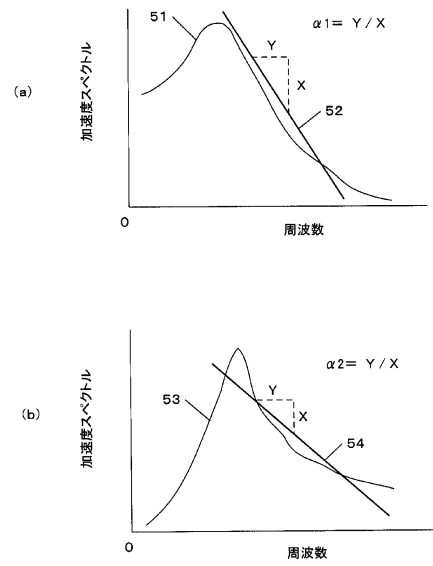 (a)
加速度スペクトル
51
α1= Y/X
Y
X
52
0
周波数
(b)
加速度スペクトル
53
α2= Y/X
Y
X
54
0
周波数